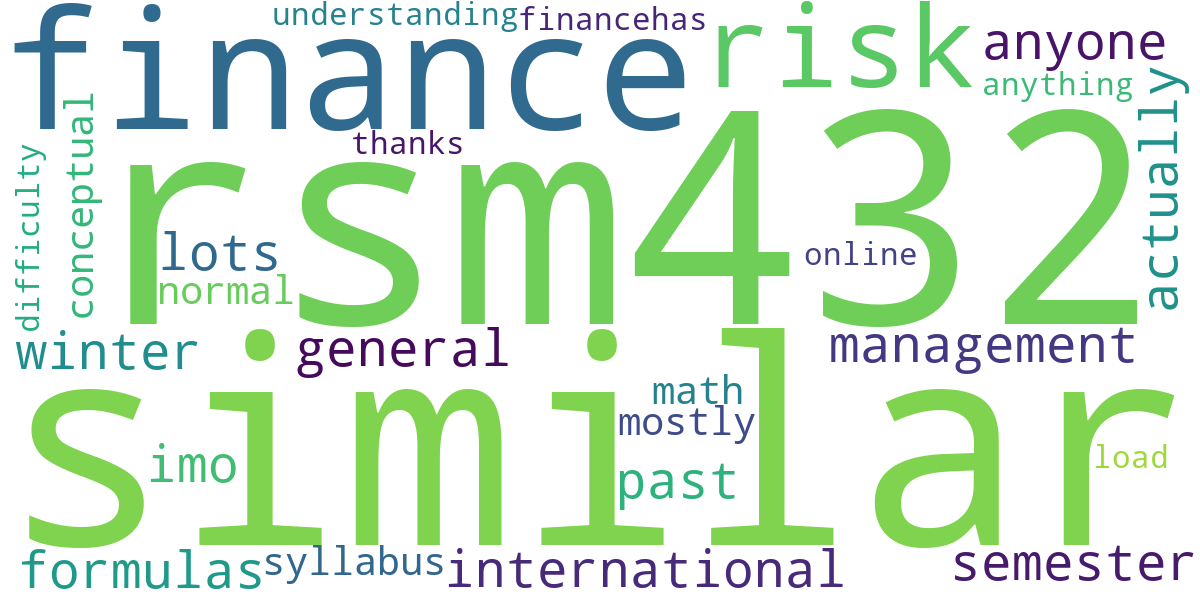 understanding
financehas
finance
risk
anyone
anything
actually
thanks
difficulty
conceptual
rsm432
lots
normal
online
winter
general
management
similar
math
mostly
imo
past
load
formulas
syllabus
international
semester